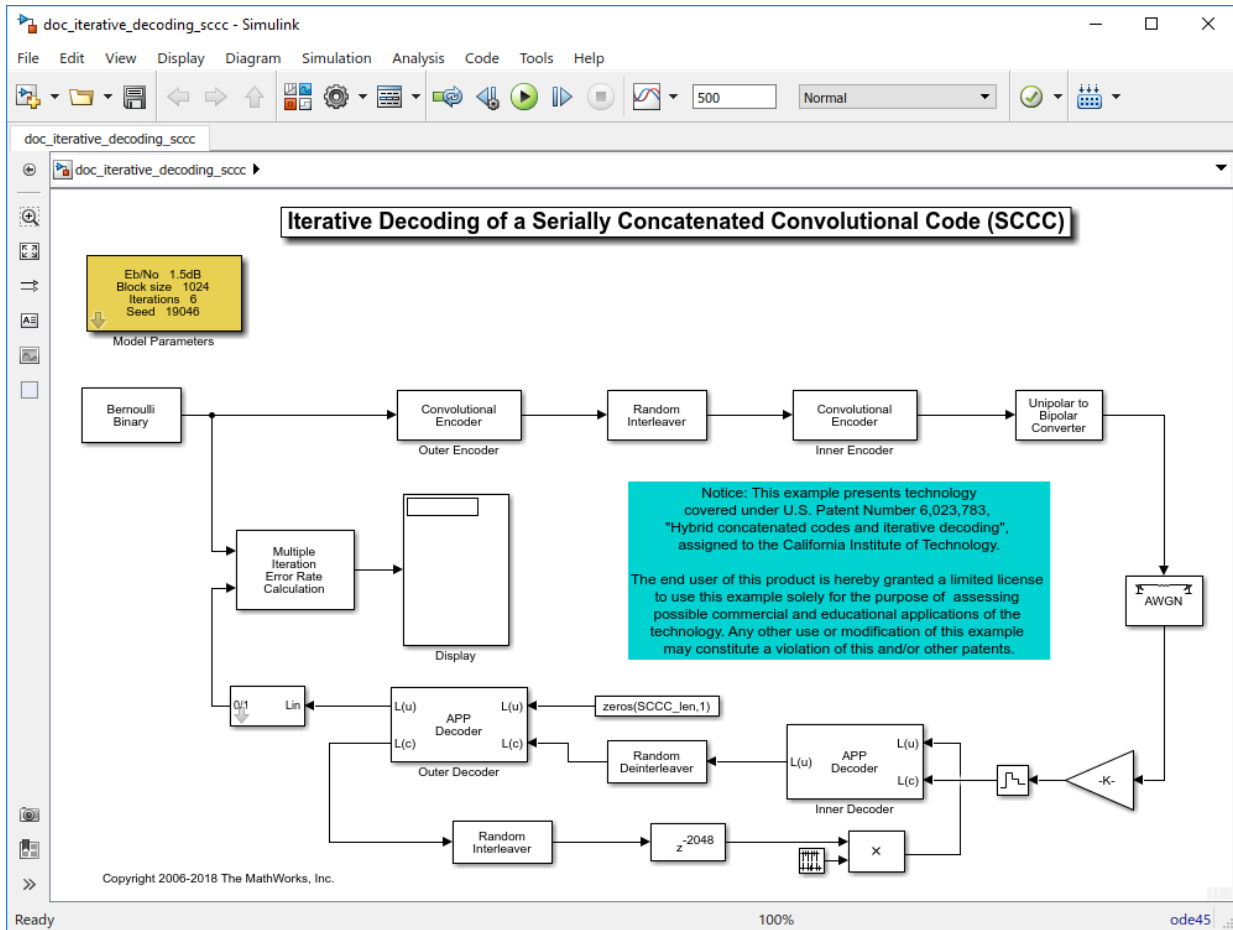 doc_iterative_decoding_sccc - Simulink
File Edit View Display Diagram Simulation Analysis Code Tools Help
500 Normal
doc_iterative_decoding_sccc
doc_iterative_decoding_sccc
Iterative Decoding of a Serially Concatenated Convolutional Code (SCCC)
Eb/No 1.5dB
Block size 1024
Iterations 6
Seed 19046
Model Parameters
Bernoulli
Binary
Convolutional
Encoder
Outer Encoder
Random
Interleaver
Convolutional
Encoder
Inner Encoder
Unipolar to
Bipolar
Converter
Notice: This example presents technology
covered under U.S. Patent Number 6,023,783,
"Hybrid concatenated codes and iterative decoding",
assigned to the California Institute of Technology.
The end user of this product is hereby granted a limited license
to use this example solely for the purpose of assessing
possible commercial and educational applications of the
technology. Any other use or modification of this example
may constitute a violation of this and/or other patents.
Multiple
Iteration
Error Rate
Calculation
Display
AWGN
0/1 Lin
L(u) L(u)
APP
Decoder
L(c) L(c)
Outer Decoder
zeros(SCCC_len,1)
Random
Deinterleaver
L(u)
L(u) APP
Decoder
L(c)
Inner Decoder
-K-
Random
Interleaver
z-2048
×
Copyright 2006-2018 The MathWorks, Inc.
Ready 100% ode45